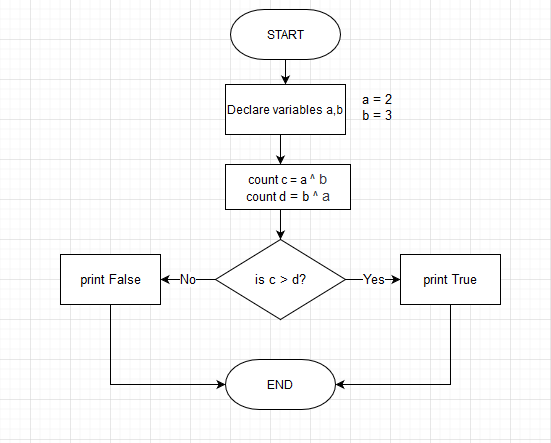 START
Declare variables a,b
a = 2
b = 3
count c = a ^ b
count d = b ^ a
is c > d?
No
Yes
print False
print True
END